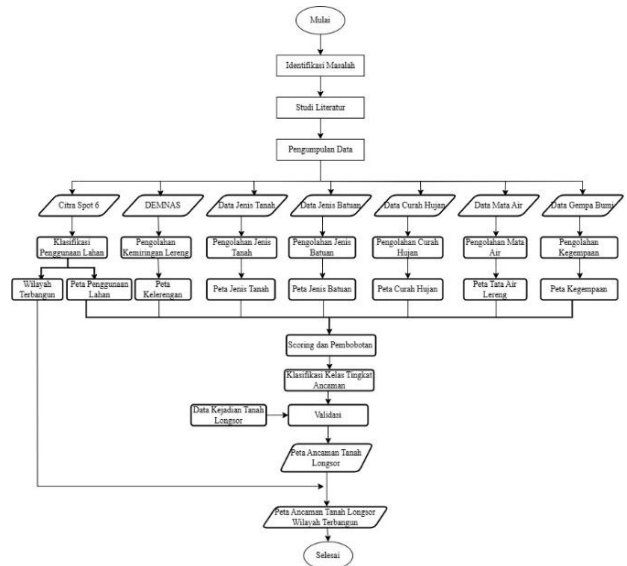 Mulai
Identifikasi Masalah
Studi Literatur
Pengumpulan Data
Citra Spot 6
DEMNAS
Data Jenis Tanah
Data Jenis Batuan
Data Curah Hujan
Data Mata Air
Data Gempa Bumi
Klasifikasi
Penggunaan Lahan
Pengolahan
Kemiringan Lereng
Pengolahan Jenis
Tanah
Pengolahan Jenis
Batuan
Pengolahan Curah
Hujan
Pengolahan Mata
Air
Pengolahan
Kegempaan
Wilayah
Terbangun
Peta Penggunaan
Lahan
Peta
Kelerengan
Peta Jenis Tanah
Peta Jenis Batuan
Peta Curah Hujan
Peta Tata Air
Lereng
Peta Kegempaan
Scoring dan Pembobotan
Klasifikasi Kelas Tingkat
Ancaman
Data Kejadian Tanah
Longsor
Validasi
Peta Ancaman Tanah
Longsor
Peta Ancaman Tanah Longsor
Wilayah Terbangun
Selesai